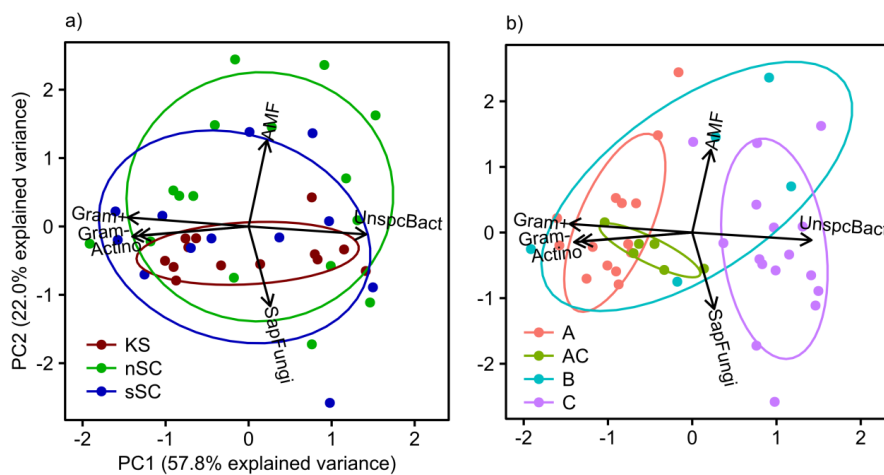 a)
PC2 (22.0% explained variance)
2
1
0
-1
-2
AMF
Gram+
Gram-
Actino
UnspcBact
SapFungi
KS
nSC
sSC
-2
-1
0
1
2
PC1 (57.8% explained variance)
b)
2
1
0
-1
-2
AMF
Gram+
Gram-
Actino
UnspcBact
SapFungi
A
AC
B
C
-2
-1
0
1
2